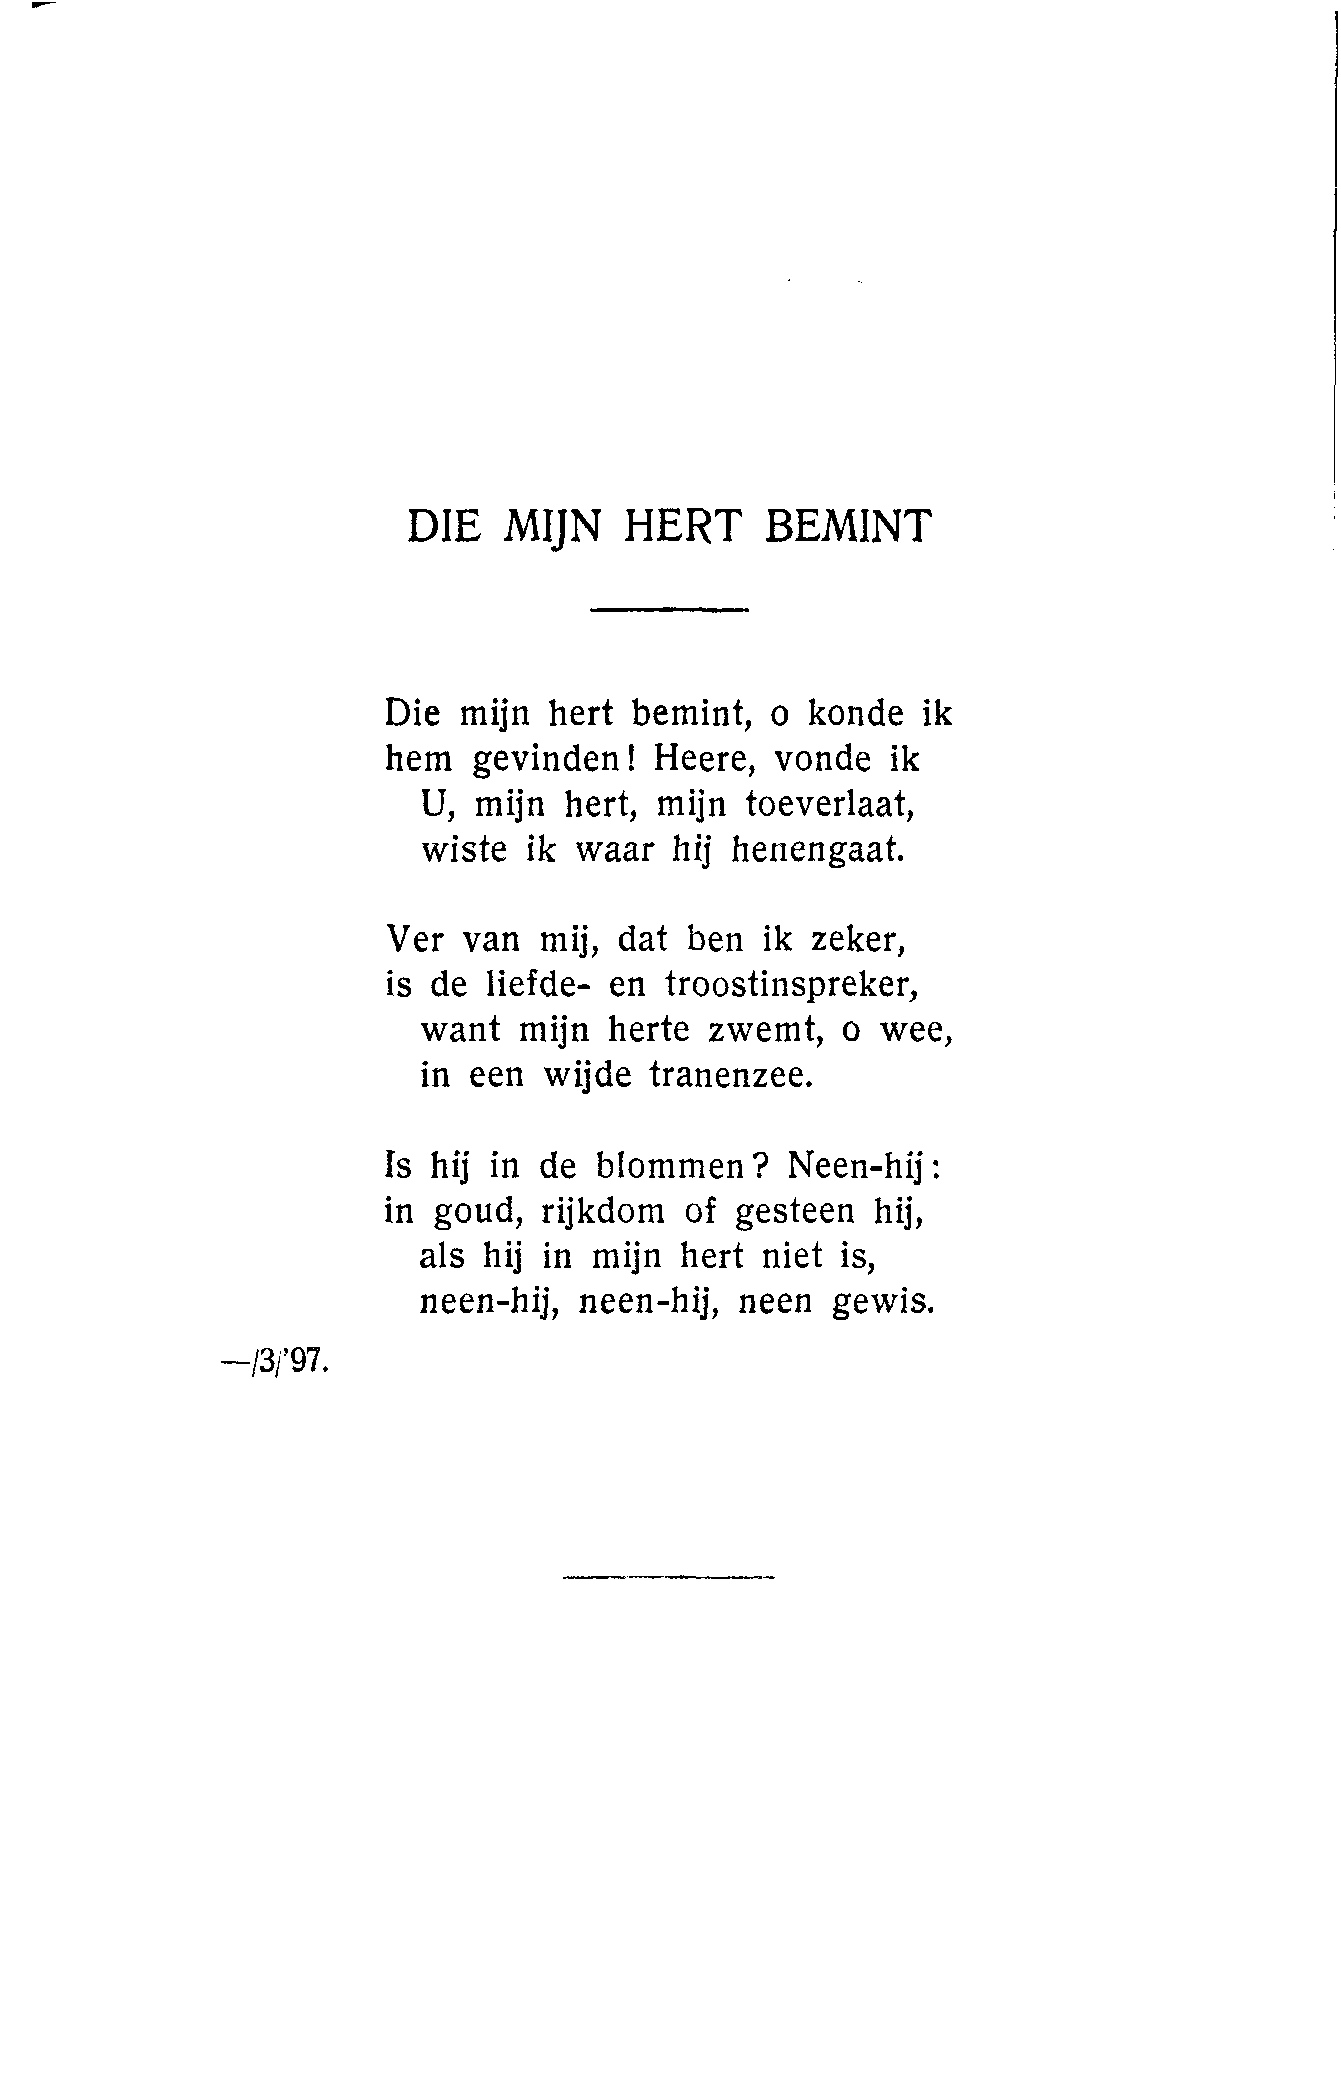 DIE MIJN HERT BEMINT
Die mijn hert bemint, o konde ik
hem gevinden! Heere, vonde ik
U, mijn hert, mijn toeverlaat,
wiste ik waar hij henengaat.
Ver van mij, dat ben ik zeker,
is de liefde- en troostinspreker,
want mijn herte zwemt, o wee,
in een wijde tranenzee.
Is hij in de blommen? Neen-hij:
in goud, rijkdom of gesteen hij,
als hij in mijn hert niet is,
neen-hij, neen-hij, neen gewis.
—/3/'97.